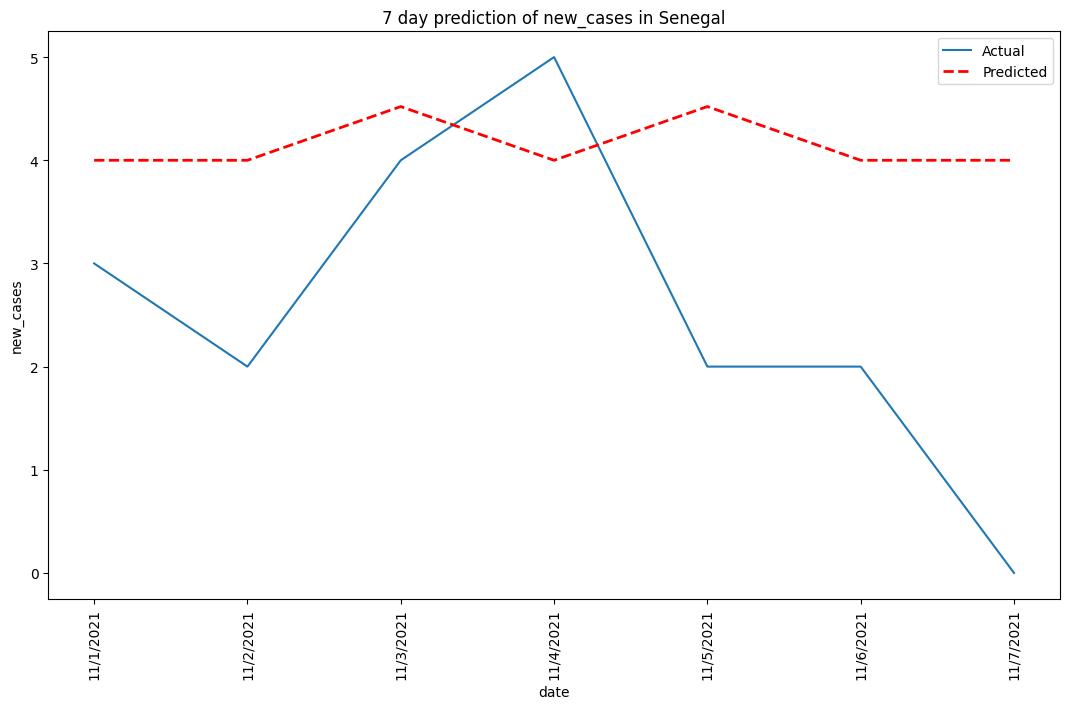 7 day prediction of new_cases in Senegal
Actual
Predicted
new_cases
5
4
3
2
1
0
11/1/2021
11/2/2021
11/3/2021
11/4/2021
11/5/2021
11/6/2021
11/7/2021
date